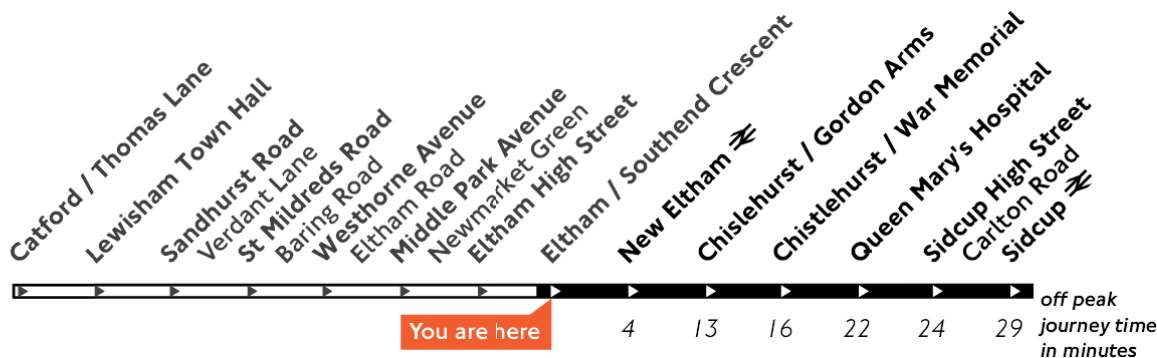 Catford / Thomas Lane
Lewisham Town Hall
Sandhurst Road
Verdant Lane
St Mildreds Road
Baring Road
Westhorne Avenue
Eltham Road
Middle Park Avenue
Newmarket Green
Eltham High Street
Eltham / Southend Crescent
New Eltham
Chislehurst / Gordon Arms
Chistlehurst / War Memorial
Queen Mary's Hospital
Sidcup High Street
Carlton Road
Sidcup
You are here
4 13 16 22 24 29
off peak
journey time
in minutes